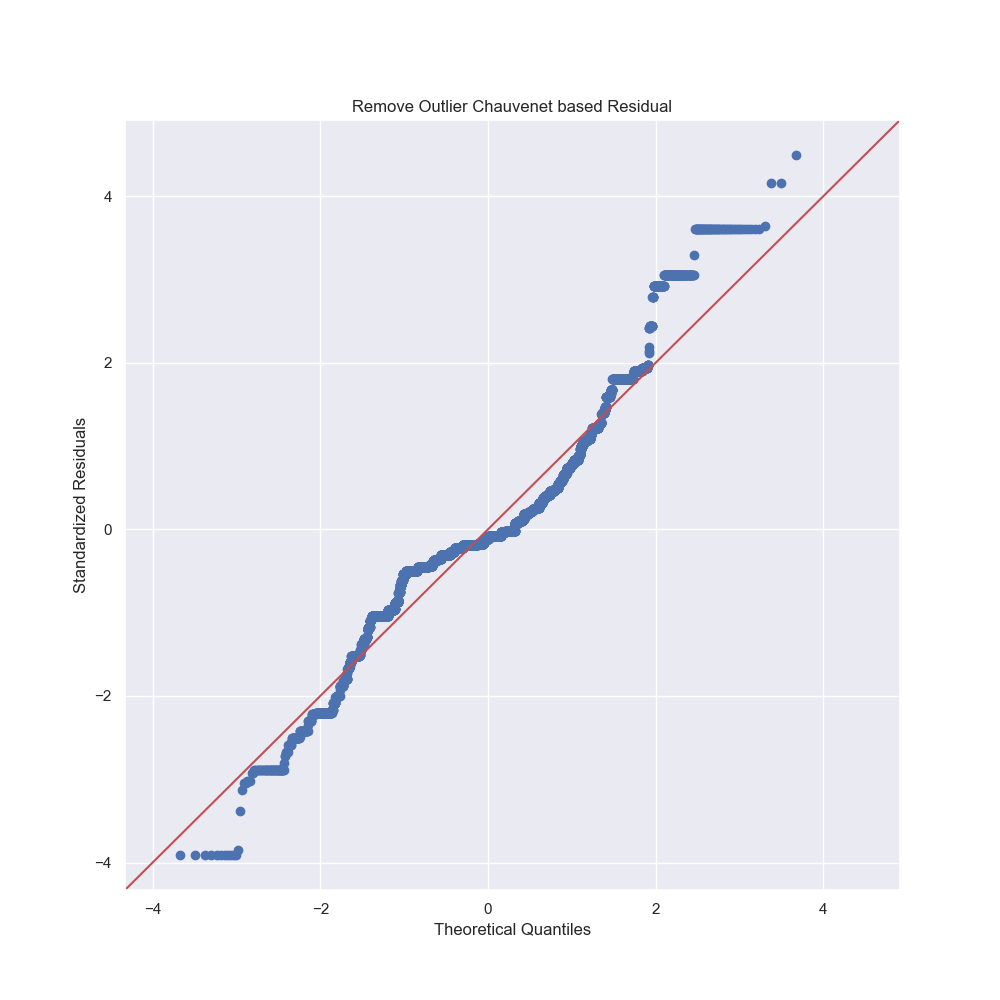 Remove Outlier Chauvenet based Residual
4
2
0
−2
−4
Standardized Residuals
−4 −2 0 2 4
Theoretical Quantiles